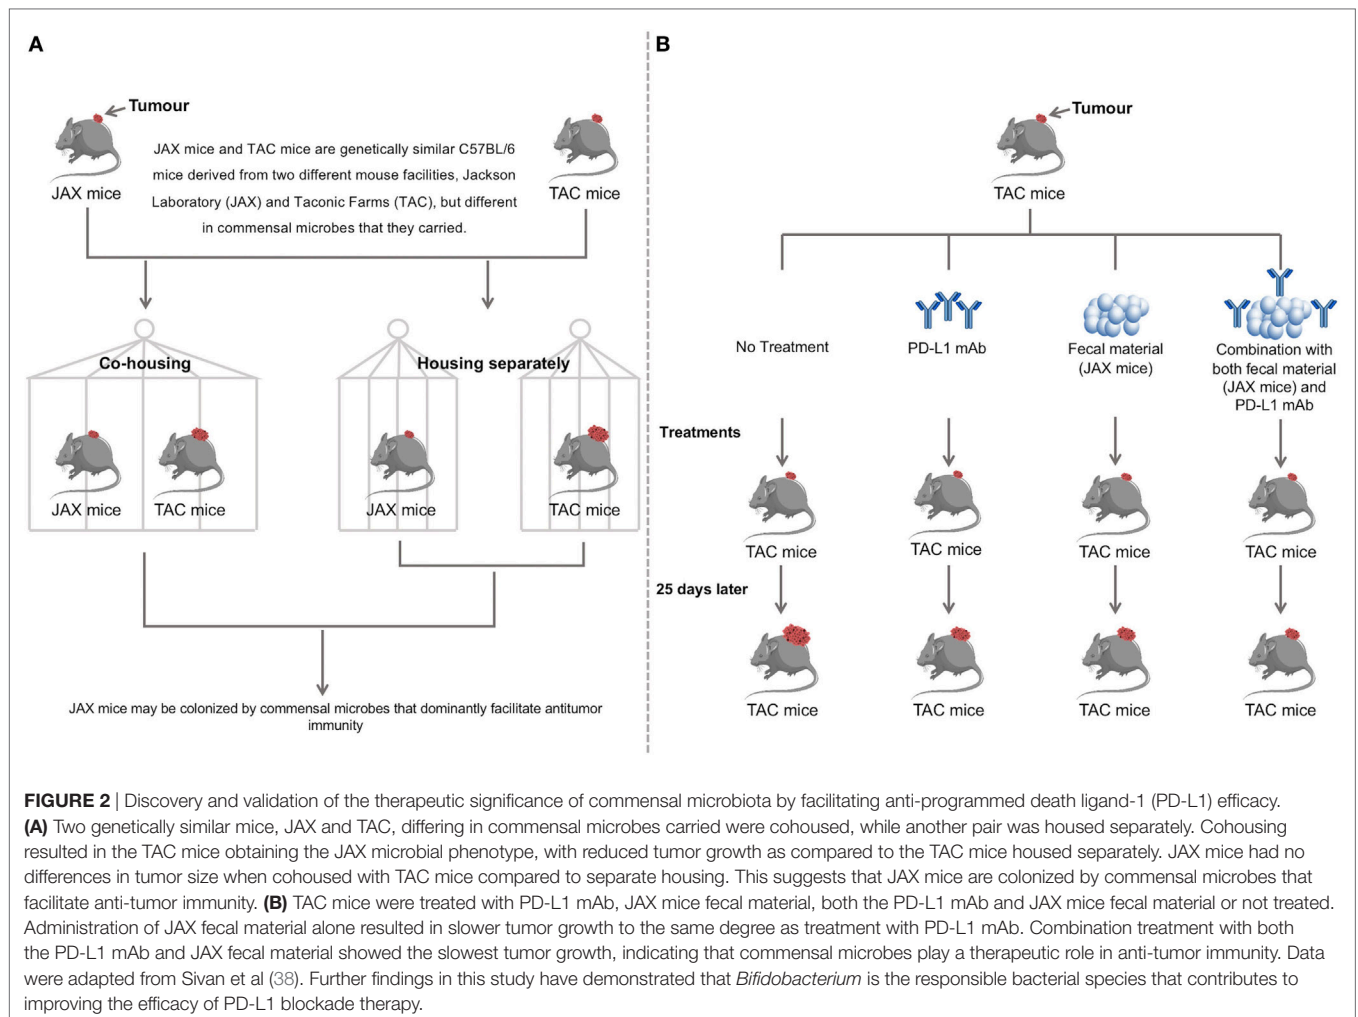 A
Tumour
JAX mice
JAX mice and TAC mice are genetically similar C57BL/6
mice derived from two different mouse facilities, Jackson
Laboratory (JAX) and Taconic Farms (TAC), but different
in commensal microbes that they carried.
TAC mice
Co-housing
Housing separately
JAX mice
TAC mice
JAX mice
TAC mice
JAX mice may be colonized by commensal microbes that dominantly facilitate antitumor
immunity
B
Tumour
TAC mice
No Treatment
PD-L1 mAb
Fecal material
(JAX mice)
Combination with
both fecal material
(JAX mice) and
PD-L1 mAb
Treatments
TAC mice
TAC mice
TAC mice
TAC mice
25 days later
TAC mice
TAC mice
TAC mice
TAC mice
FIGURE 2 | Discovery and validation of the therapeutic significance of commensal microbiota by facilitating anti-programmed death ligand-1 (PD-L1) efficacy.
(A) Two genetically similar mice, JAX and TAC, differing in commensal microbes carried were cohoused, while another pair was housed separately. Cohousing
resulted in the TAC mice obtaining the JAX microbial phenotype, with reduced tumor growth as compared to the TAC mice housed separately. JAX mice had no
differences in tumor size when cohoused with TAC mice compared to separate housing. This suggests that JAX mice are colonized by commensal microbes that
facilitate anti-tumor immunity. (B) TAC mice were treated with PD-L1 mAb, JAX mice fecal material, both the PD-L1 mAb and JAX mice fecal material or not treated.
Administration of JAX fecal material alone resulted in slower tumor growth to the same degree as treatment with PD-L1 mAb. Combination treatment with both
the PD-L1 mAb and JAX fecal material showed the slowest tumor growth, indicating that commensal microbes play a therapeutic role in anti-tumor immunity. Data
were adapted from Sivan et al (38). Further findings in this study have demonstrated that Bifidobacterium is the responsible bacterial species that contributes to
improving the efficacy of PD-L1 blockade therapy.